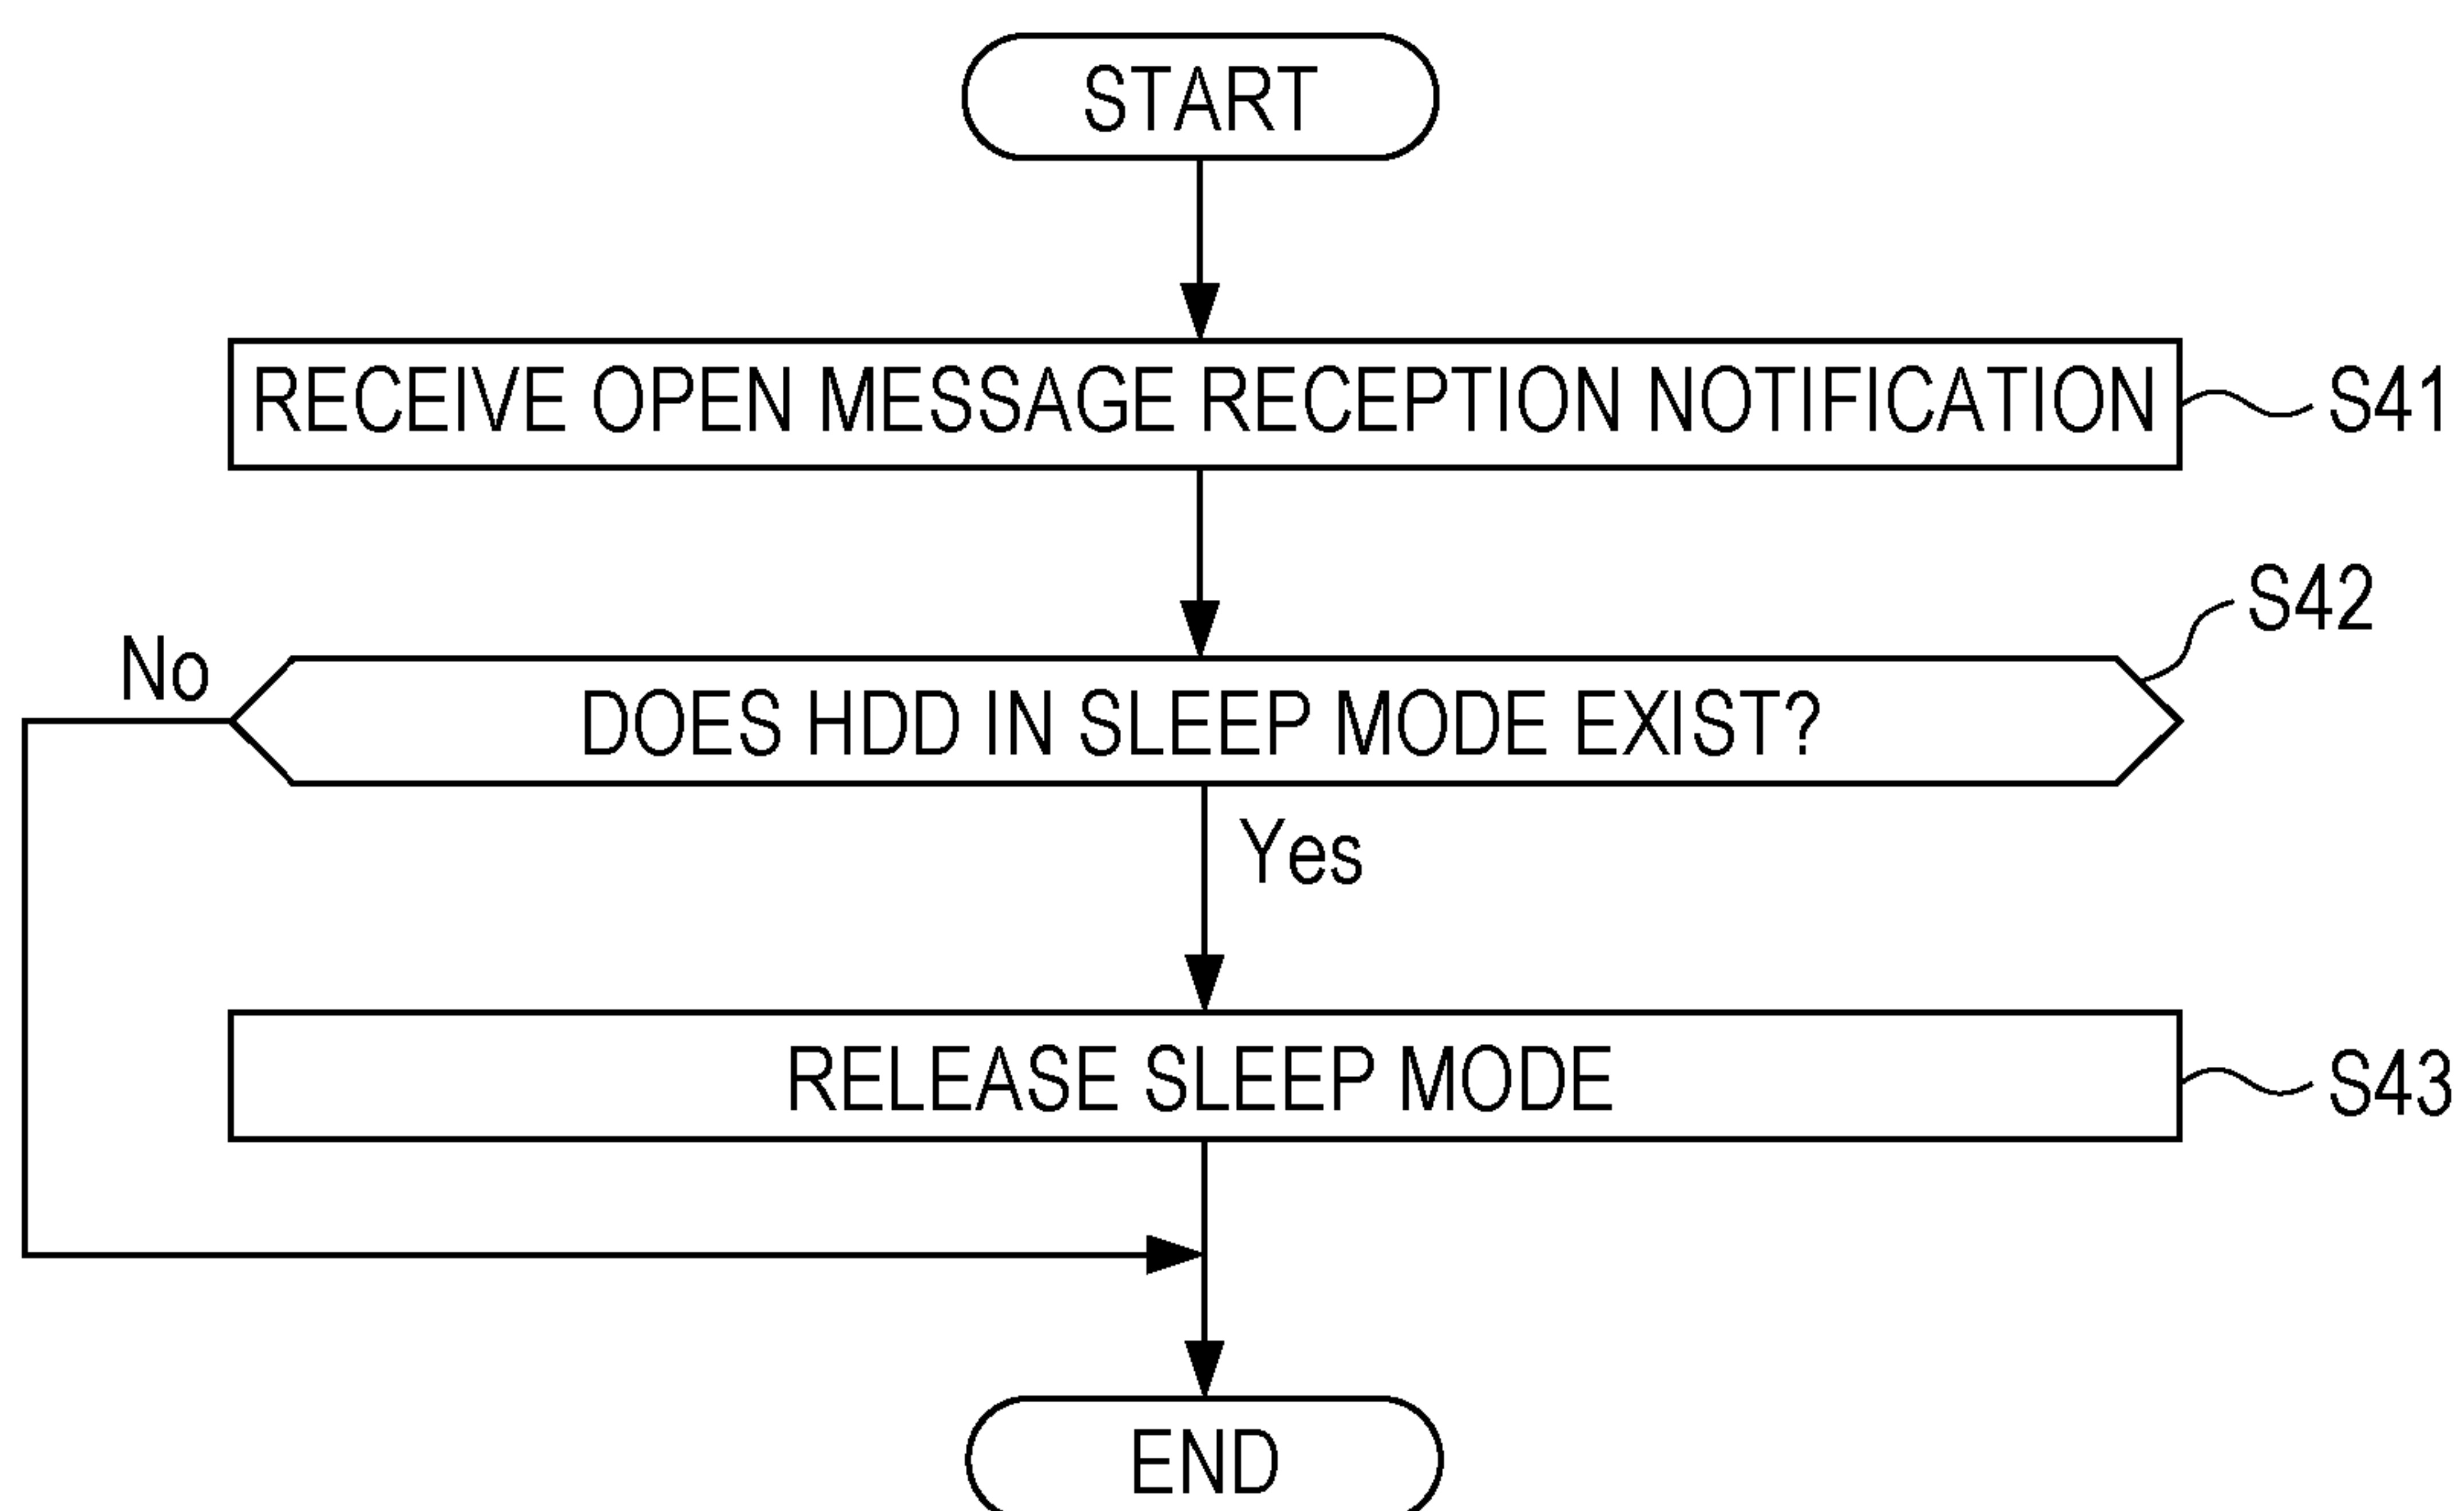 START
RECEIVE OPEN MESSAGE RECEPTION NOTIFICATION
S41
S42
No
DOES HDD IN SLEEP MODE EXIST?
Yes
RELEASE SLEEP MODE
S43
END